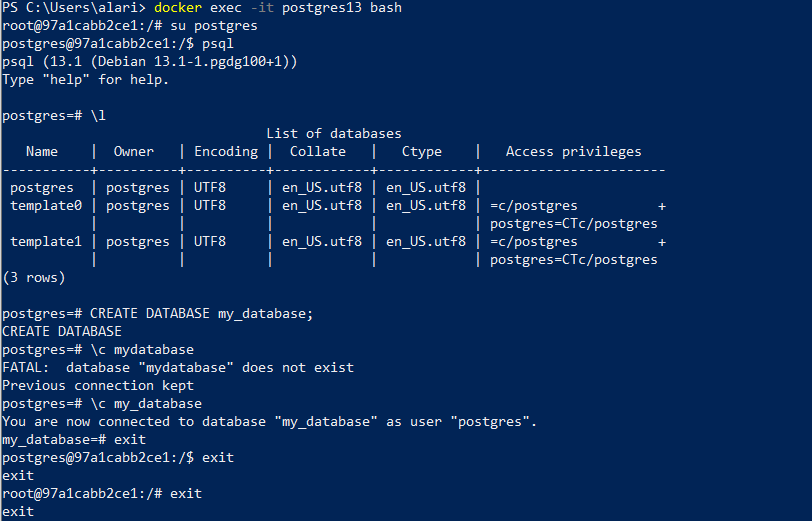 PS C:\Users\alari> docker exec -it postgres13 bash
root@97a1cabb2ce1:/# su postgres
postgres@97a1cabb2ce1:/$ psql
psql (13.1 (Debian 13.1-1.pgdg100+1))
Type "help" for help.

postgres=# \l
                                 List of databases
   Name    |  Owner   | Encoding |  Collate   |   Ctype    |   Access privileges
-----------+----------+----------+------------+------------+-----------------------
 postgres  | postgres | UTF8     | en_US.utf8 | en_US.utf8 |
 template0 | postgres | UTF8     | en_US.utf8 | en_US.utf8 | =c/postgres          +
           |          |          |            |            | postgres=CTc/postgres
 template1 | postgres | UTF8     | en_US.utf8 | en_US.utf8 | =c/postgres          +
           |          |          |            |            | postgres=CTc/postgres
(3 rows)

postgres=# CREATE DATABASE my_database;
CREATE DATABASE
postgres=# \c mydatabase
FATAL:  database "mydatabase" does not exist
Previous connection kept
postgres=# \c my_database
You are now connected to database "my_database" as user "postgres".
my_database=# exit
postgres@97a1cabb2ce1:/$ exit
exit
root@97a1cabb2ce1:/# exit
exit